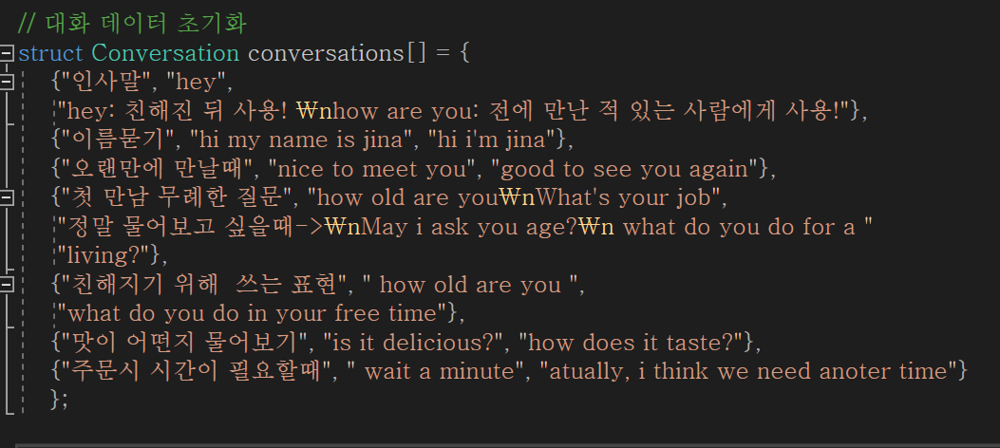 // 대화 데이터 초기화
struct Conversation conversations[] = {
{"인사말", "hey",
"hey: 친해진 뒤 사용! ₩nhow are you: 전에 만난 적 있는 사람에게 사용!"},
{"이름묻기", "hi my name is jina", "hi i'm jina"},
{"오랜만에 만날때", "nice to meet you", "good to see you again"},
{"첫 만남 무례한 질문", "how old are you₩nWhat's your job",
"정말 물어보고 싶을때->₩nMay i ask you age?₩n what do you do for a "
"living?"},
{"친해지기 위해  쓰는 표현", " how old are you ",
"what do you do in your free time"},
{"맛이 어떤지 물어보기", "is it delicious?", "how does it taste?"},
{"주문시 시간이 필요할때", " wait a minute", "atually, i think we need anoter time"}
};